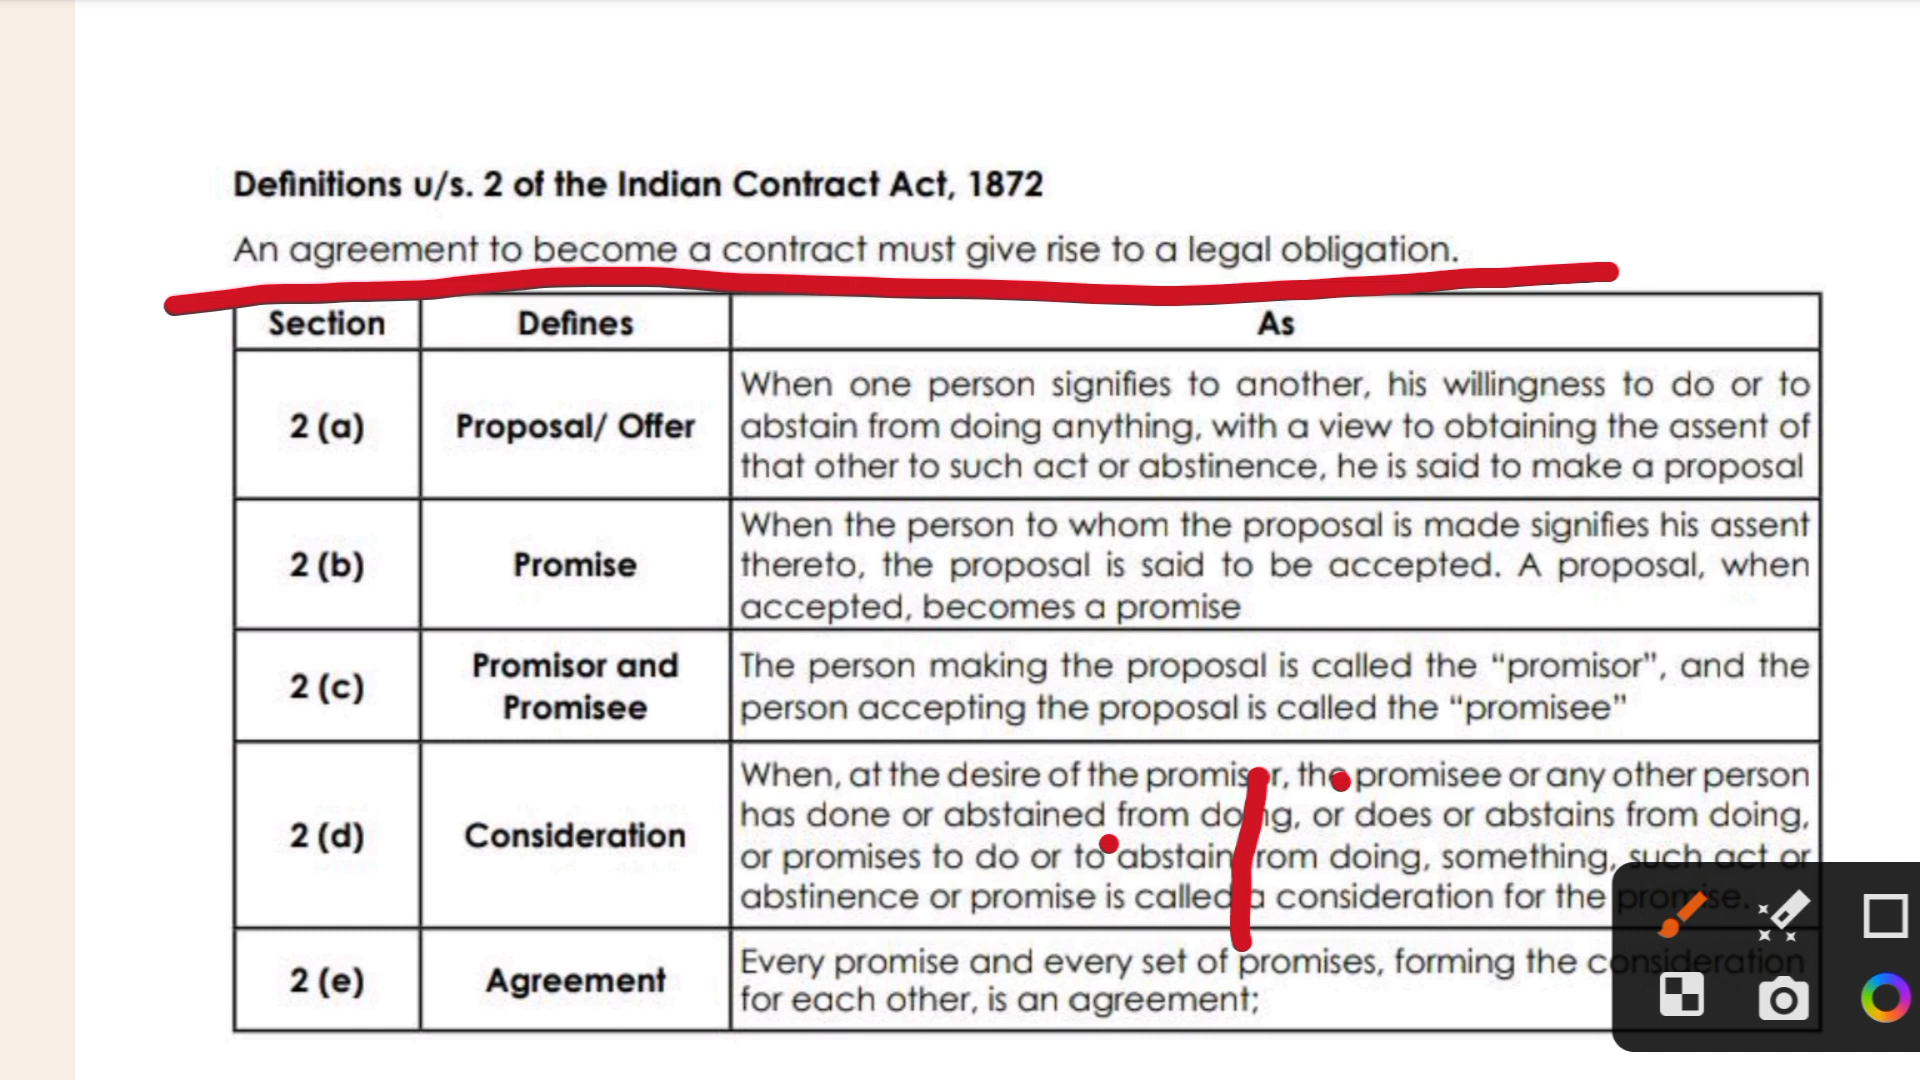 Definitions u/s. 2 of the Indian Contract Act, 1872
An agreement to become a contract must give rise to a legal obligation.
Section Defines As
2 (a) Proposal/ Offer When one person signifies to another, his willingness to do or to
abstain from doing anything, with a view to obtaining the assent of
that other to such act or abstinence, he is said to make a proposal
2 (b) Promise When the person to whom the proposal is made signifies his assent
thereto, the proposal is said to be accepted. A proposal, when
accepted, becomes a promise
2 (c) Promisor and Promisee The person making the proposal is called the “promisor”, and the
person accepting the proposal is called the “promisee”
2 (d) Consideration When, at the desire of the promisor, the promisee or any other person
has done or abstained from doing, or does or abstains from doing,
or promises to do or to abstain from doing, something, such act or
abstinence or promise is called a consideration for the promise.
2 (e) Agreement Every promise and every set of promises, forming the consideration
for each other, is an agreement;